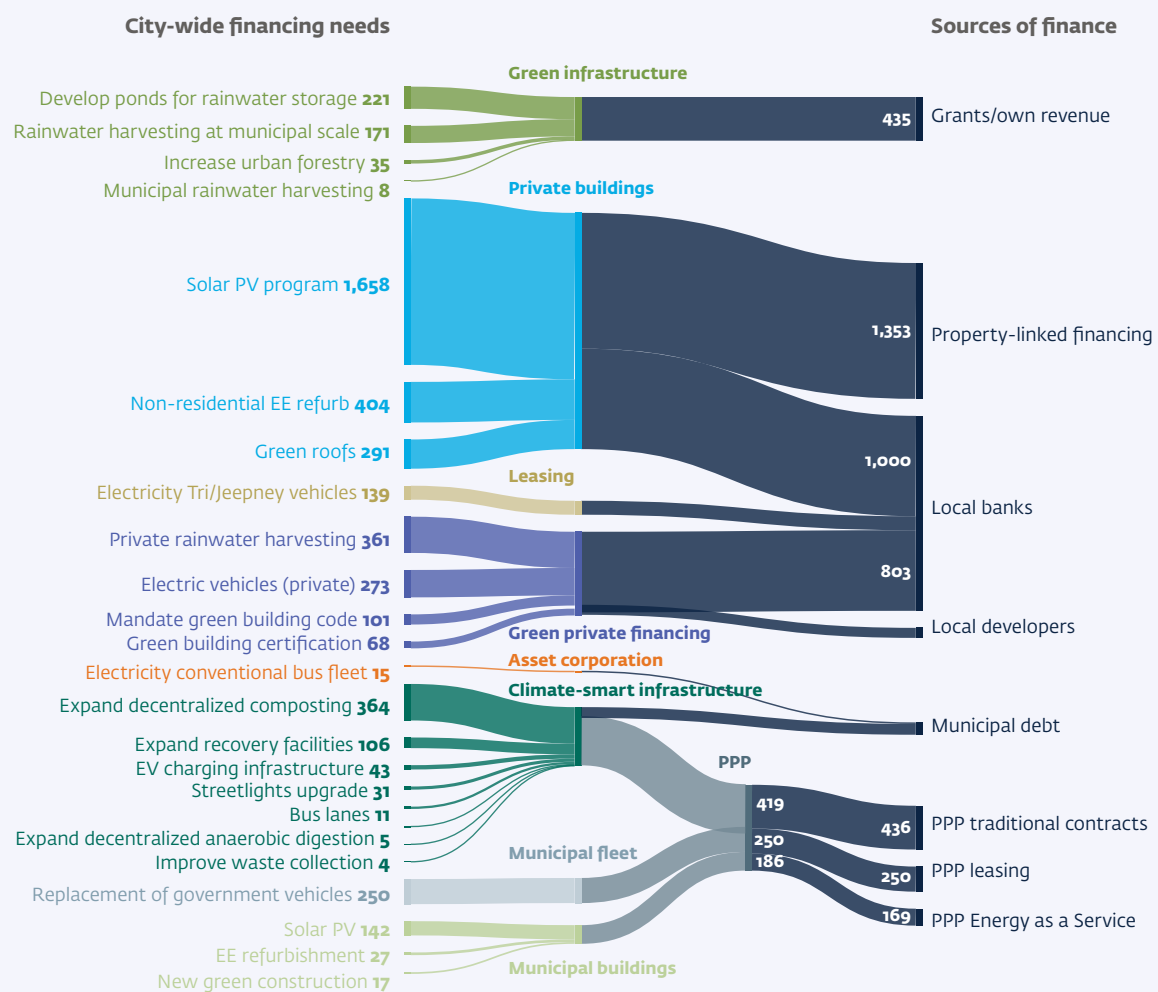 City-wide financing needs
Sources of finance
Green infrastructure
Develop ponds for rainwater storage 221
Rainwater harvesting at municipal scale 171
Increase urban forestry 35
Municipal rainwater harvesting 8
435
Grants/own revenue
Private buildings
Solar PV program 1,658
Non-residential EE refurb 404
Green roofs 291
1,353
Property-linked financing
1,000
Local banks
Leasing
Electricity Tri/Jeepney vehicles 139
Private rainwater harvesting 361
Electric vehicles (private) 273
Mandate green building code 101
Green building certification 68
803
Green private financing
Local developers
Asset corporation
Electricity conventional bus fleet 15
Climate-smart infrastructure
Expand decentralized composting 364
Expand recovery facilities 106
EV charging infrastructure 43
Streetlights upgrade 31
Bus lanes 11
Expand decentralized anaerobic digestion 5
Improve waste collection 4
Municipal debt
PPP
419
250
186
436
PPP traditional contracts
250
PPP leasing
169
PPP Energy as a Service
Municipal fleet
Replacement of government vehicles 250
Solar PV 142
EE refurbishment 27
New green construction 17
Municipal buildings